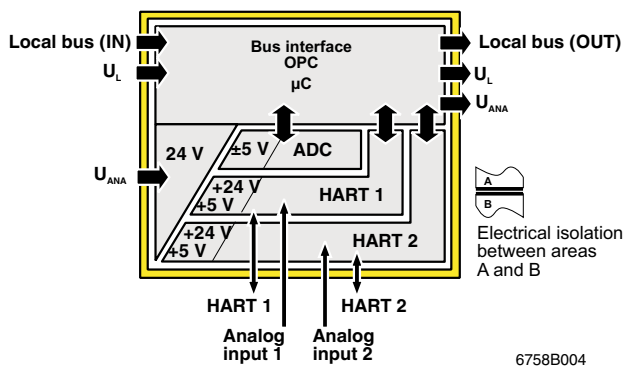 Local bus (IN)
U_L
Bus interface
OPC
µC
Local bus (OUT)
U_L
U_ANA
U_ANA
24 V
±5 V
ADC
+24 V
+5 V
HART 1
+24 V
+5 V
HART 2
A
B
Electrical isolation
between areas
A and B
HART 1
HART 2
Analog
input 1
Analog
input 2
6758B004